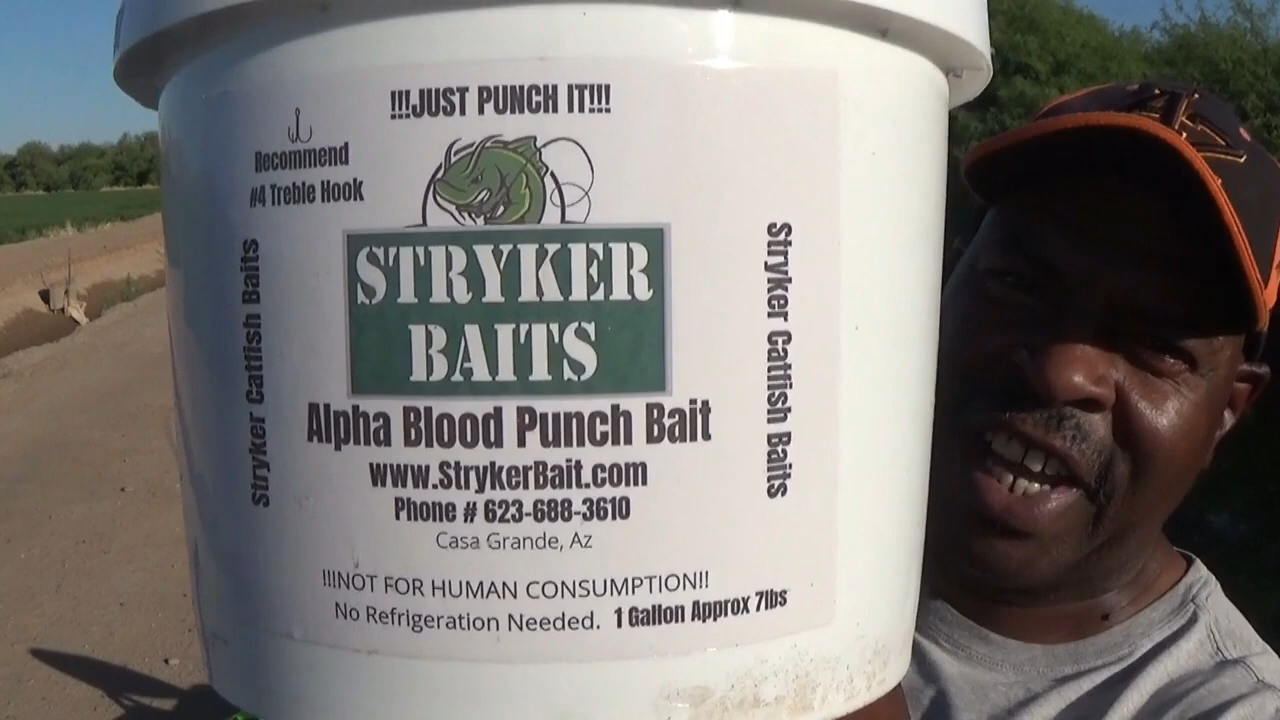 !!!JUST PUNCH IT!!!
Recommend
#4 Treble Hook
STRYKER
BAITS
Stryker Catfish Baits
Stryker Catfish Baits
Alpha Blood Punch Bait
www.StrykerBait.com
Phone # 623-688-3610
Casa Grande, Az
!!!NOT FOR HUMAN CONSUMPTION!!
No Refrigeration Needed. 1 Gallon Approx 7lbs